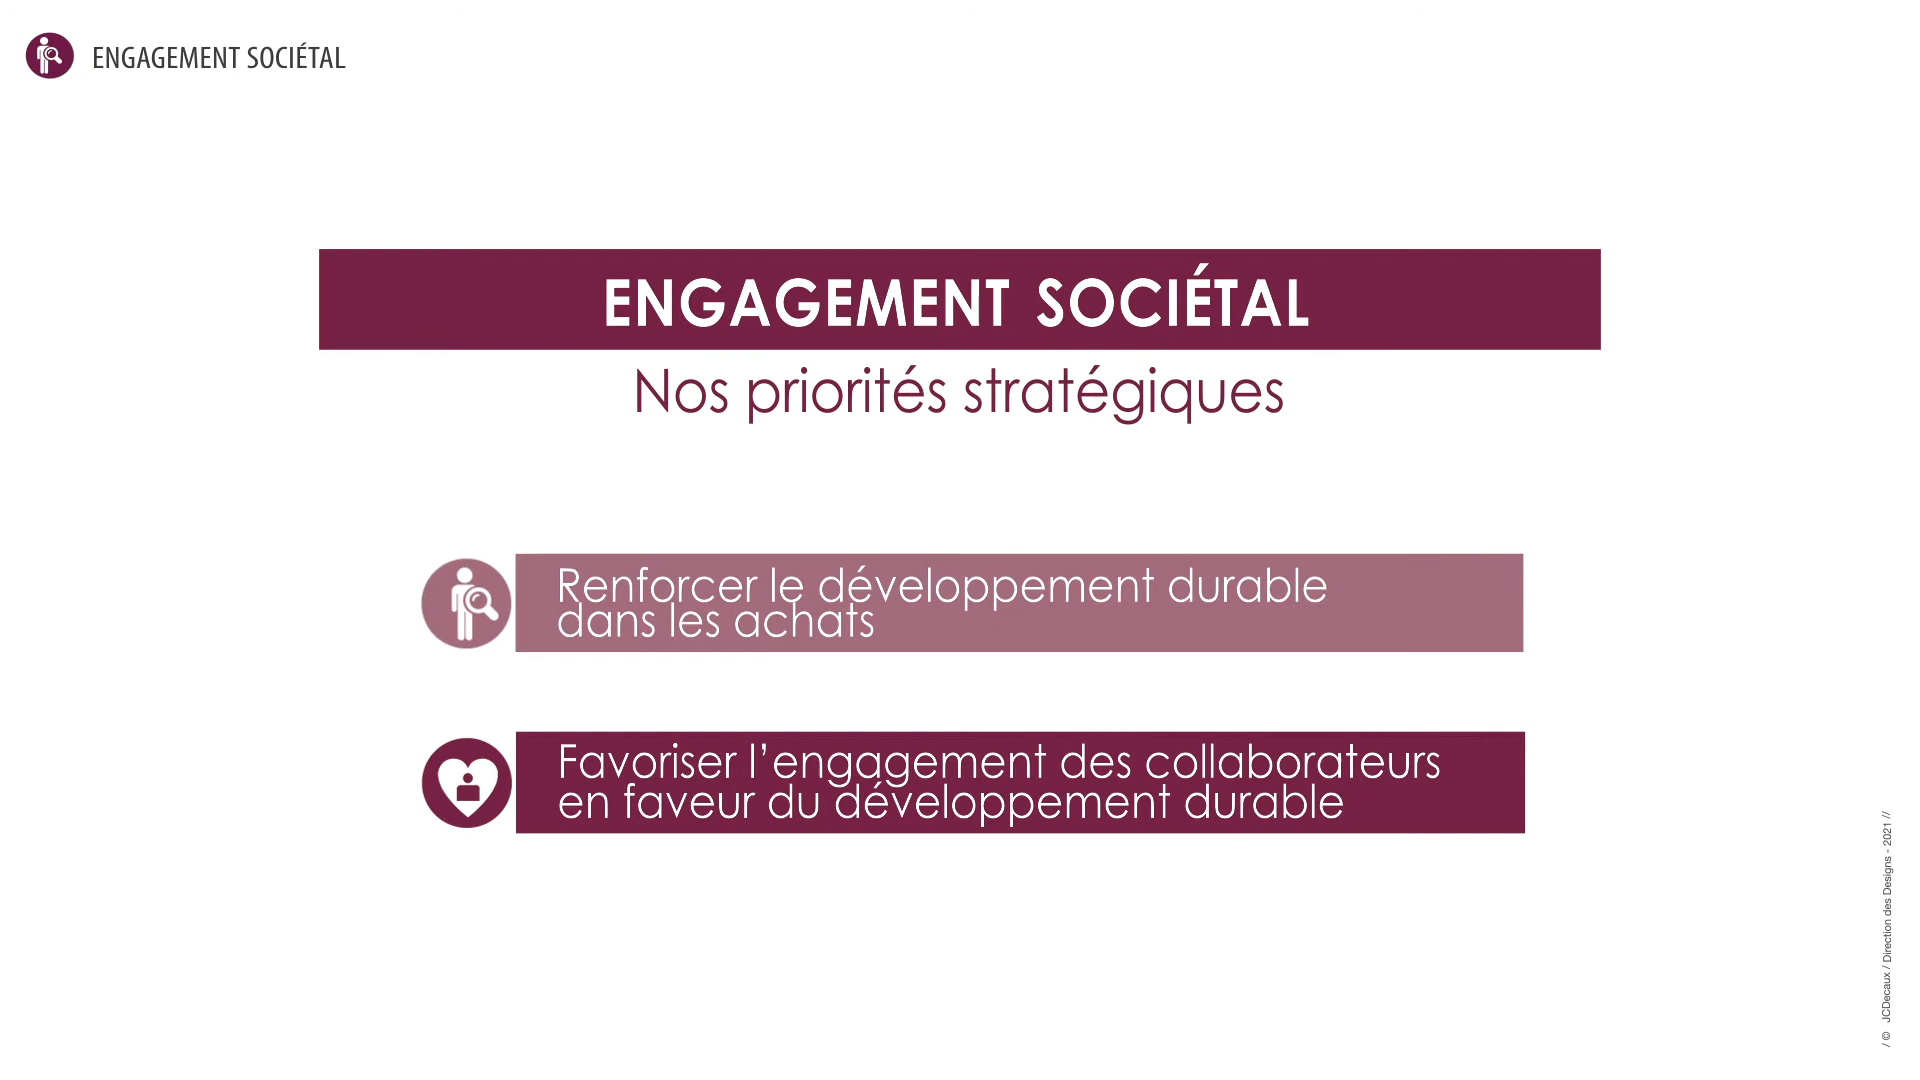 ENGAGEMENT SOCIÉTAL
ENGAGEMENT SOCIÉTAL
Nos priorités stratégiques
Renforcer le développement durable
dans les achats
Favoriser l’engagement des collaborateurs
en faveur du développement durable
/ © JCDecaux / Direction des Designs - 2021 //